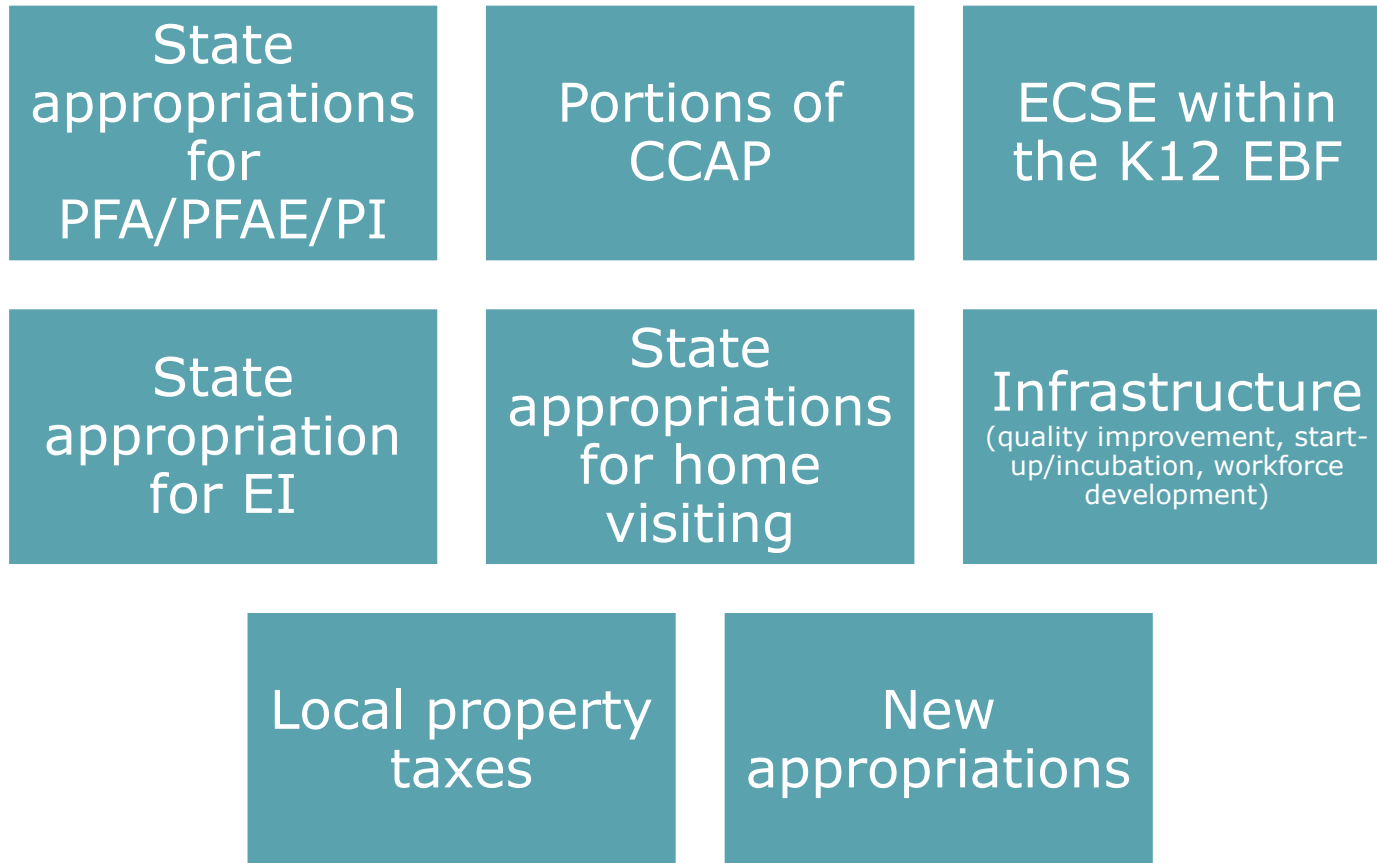 State
appropriations
for
PFA/PFAE/PI
Portions of
CCAP
ECSE within
the K12 EBF
State
appropriation
for EI
State
appropriations
for home
visiting
Infrastructure
(quality improvement, start-
up/incubation, workforce
development)
Local property
taxes
New
appropriations